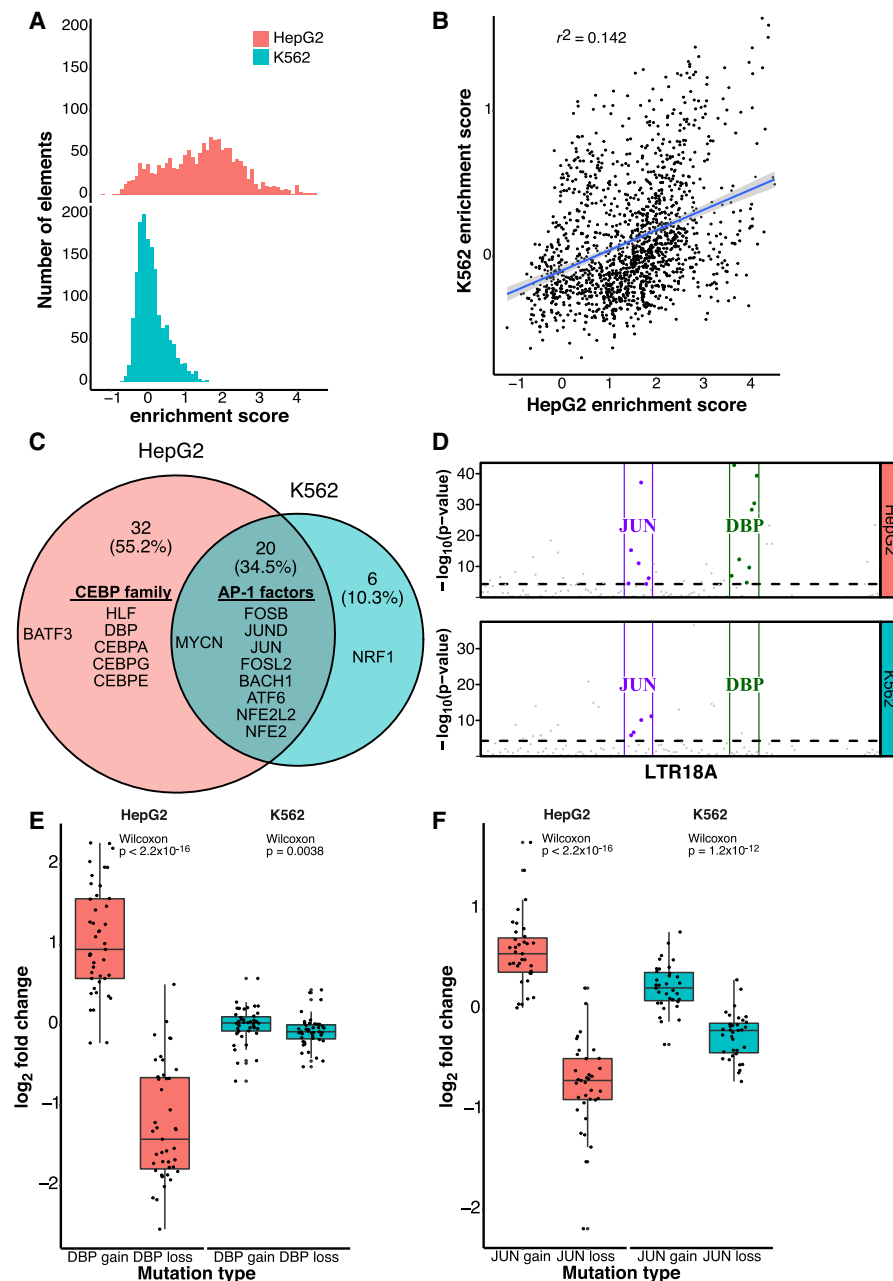 A
200
150
100
50
0
HepG2
K562
200
150
100
50
0
Number of elements
−1 0 1 2 3 4
enrichment score
B
r2 = 0.142
1
0
K562 enrichment score
−1 0 1 2 3 4
HepG2 enrichment score
C
HepG2
K562
32
(55.2%)
20
(34.5%)
6
(10.3%)
CEBP family
HLF
DBP
CEBPA
CEBPG
CEBPE
BATF3
MYCN
AP-1 factors
FOSB
JUND
JUN
FOSL2
BACH1
ATF6
NFE2L2
NFE2
NRF1
D
40
30
20
10
−log10(p−value)
JUN
DBP
HepG2
30
20
10
−log10(p−value)
JUN
DBP
K562
LTR18A
E
HepG2
K562
Wilcoxon
p < 2.2x10-16
Wilcoxon
p = 0.0038
2
1
0
−1
−2
log2 fold change
DBP gain DBP loss DBP gain DBP loss
Mutation type
F
HepG2
K562
Wilcoxon
p < 2.2x10-16
Wilcoxon
p = 1.2x10-12
1
0
−1
−2
log2 fold change
JUN gain JUN loss JUN gain JUN loss
Mutation type